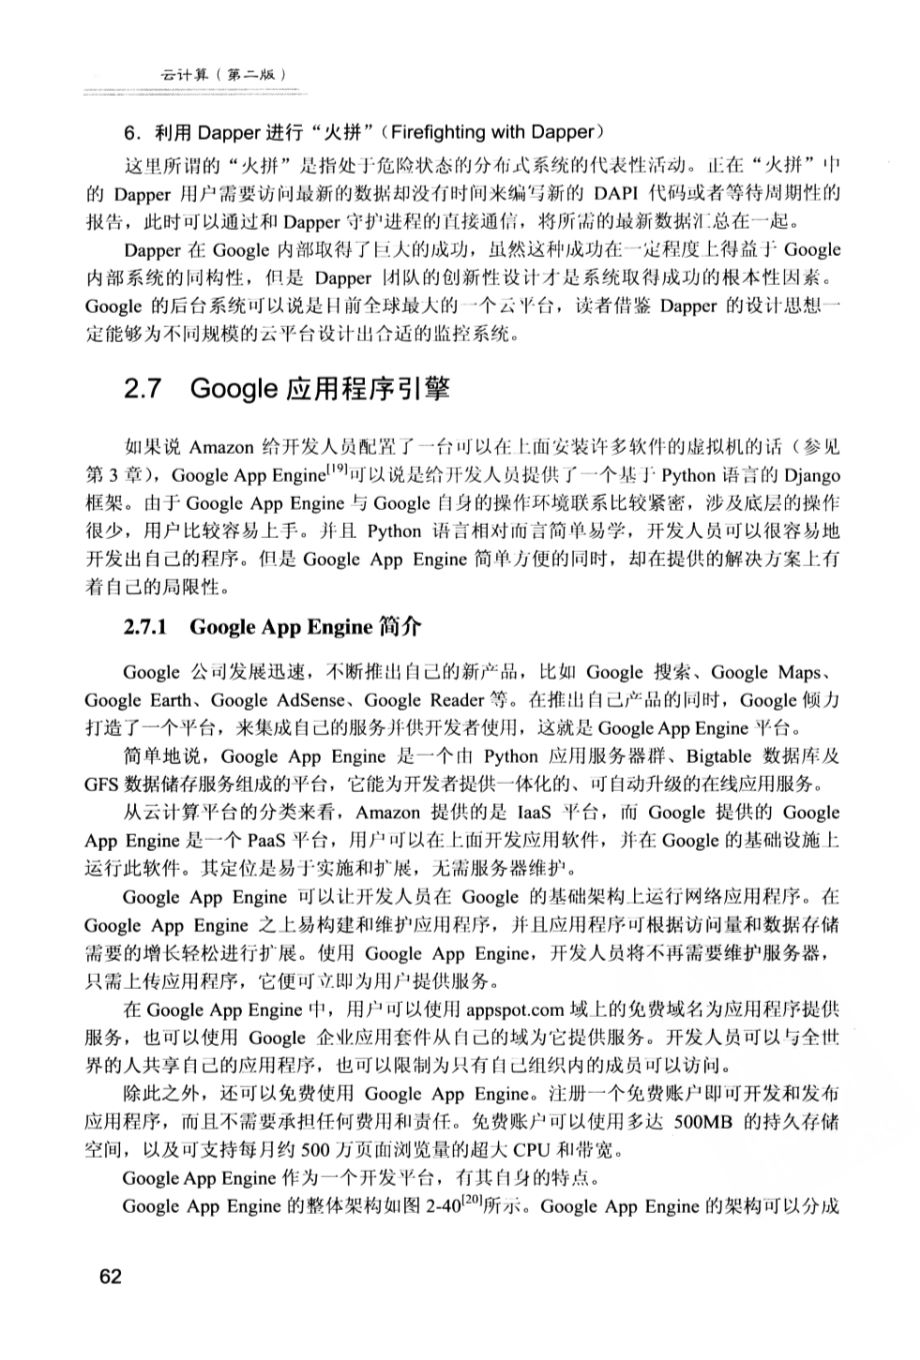 云计算（第二版）
6．利用 Dapper 进行“火拼”（Firefighting with Dapper）
这里所谓的“火拼”是指处于危险状态的分布式系统的代表性活动。正在“火拼”中
的 Dapper 用户需要访问最新的数据却没有时间来编写新的 DAPI 代码或者等待周期性的
报告，此时可以通过和 Dapper 守护进程的直接通信，将所需的最新数据汇总在一起。
Dapper 在 Google 内部取得了巨大的成功，虽然这种成功在一定程度上得益于 Google
内部系统的同构性，但是 Dapper 团队的创新性设计才是系统取得成功的根本性因素。
Google 的后台系统可以说是目前全球最大的一个云平台，读者借鉴 Dapper 的设计思想一
定能够为不同规模的云平台设计出合适的监控系统。
2.7 Google 应用程序引擎
如果说 Amazon 给开发人员配置了一台可以在上面安装许多软件的虚拟机的话（参见
第 3 章），Google App Engine[19]可以说是给开发人员提供了一个基于 Python 语言的 Django
框架。由于 Google App Engine 与 Google 自身的操作环境联系比较紧密，涉及底层的操作
很少，用户比较容易上手。并且 Python 语言相对而言简单易学，开发人员可以很容易地
开发出自己的程序。但是 Google App Engine 简单方便的同时，却在提供的解决方案上有
着自己的局限性。
2.7.1 Google App Engine 简介
Google 公司发展迅速，不断推出自己的新产品，比如 Google 搜索、Google Maps、
Google Earth、Google AdSense、Google Reader 等。在推出自己产品的同时，Google 倾力
打造了一个平台，来集成自己的服务并供开发者使用，这就是 Google App Engine 平台。
简单地说，Google App Engine 是一个由 Python 应用服务器群、Bigtable 数据库及
GFS 数据储存服务组成的平台，它能为开发者提供一体化的、可自动升级的在线应用服务。
从云计算平台的分类来看，Amazon 提供的是 IaaS 平台，而 Google 提供的 Google
App Engine 是一个 PaaS 平台，用户可以在上面开发应用软件，并在 Google 的基础设施上
运行此软件。其定位是易于实施和扩展，无需服务器维护。
Google App Engine 可以让开发人员在 Google 的基础架构上运行网络应用程序。在
Google App Engine 之上易构建和维护应用程序，并且应用程序可根据访问量和数据存储
需要的增长轻松进行扩展。使用 Google App Engine，开发人员将不再需要维护服务器，
只需上传应用程序，它便可立即为用户提供服务。
在 Google App Engine 中，用户可以使用 appspot.com 域上的免费域名为应用程序提供
服务，也可以使用 Google 企业应用套件从自己的域为它提供服务。开发人员可以与全世
界的人共享自己的应用程序，也可以限制为只有自己组织内的成员可以访问。
除此之外，还可以免费使用 Google App Engine。注册一个免费账户即可开发和发布
应用程序，而且不需要承担任何费用和责任。免费账户可以使用多达 500MB 的持久存储
空间，以及可支持每月约 500 万页面浏览量的超大 CPU 和带宽。
Google App Engine 作为一个开发平台，有其自身的特点。
Google App Engine 的整体架构如图 2-40[20]所示。Google App Engine 的架构可以分成
62